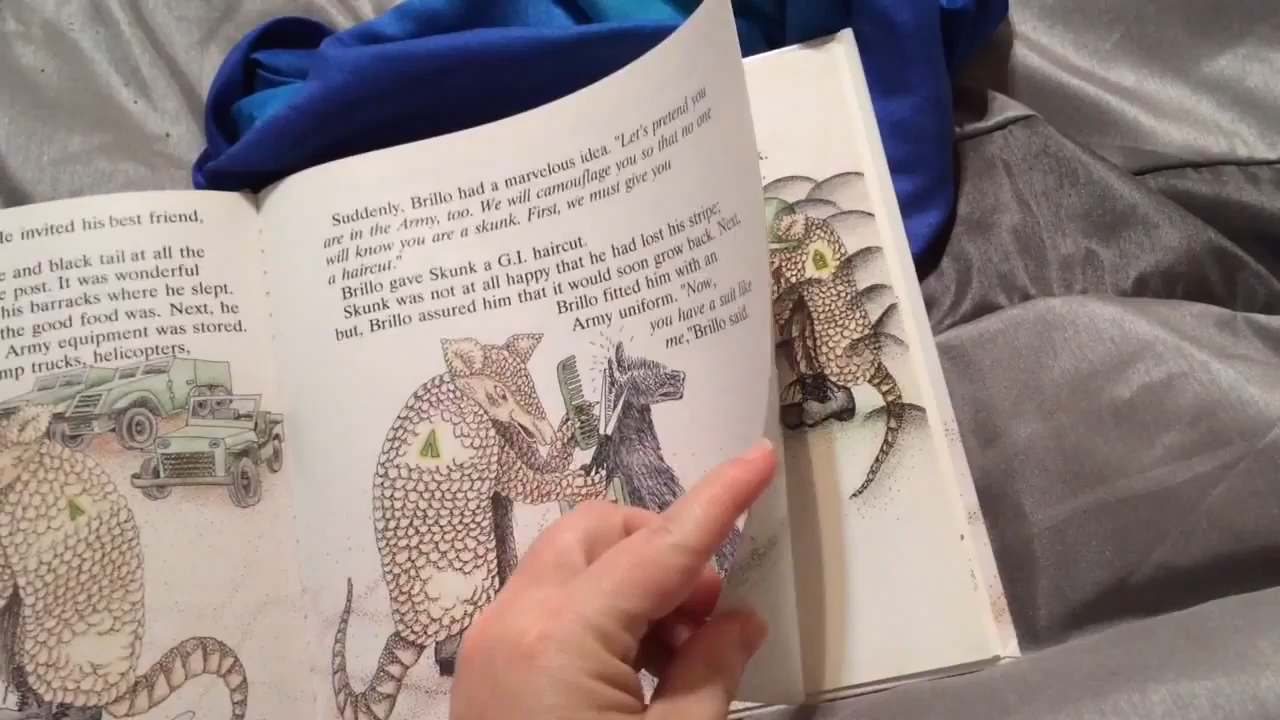 He invited his best friend,
e and black tail at all the
e post. It was wonderful
his barracks where he slept.
the good food was. Next, he
Army equipment was stored.
mp trucks, helicopters,
Suddenly, Brillo had a marvelous idea. "Let's pretend you
are in the Army, too. We will camouflage you so that no one
will know you are a skunk. First, we must give you
a haircut."
Brillo gave Skunk a G.I. haircut.
Skunk was not at all happy that he had lost his stripe;
but, Brillo assured him that it would soon grow back. Next,
Brillo fitted him with an
Army uniform. "Now,
you have a suit like
me," Brillo said.
k.